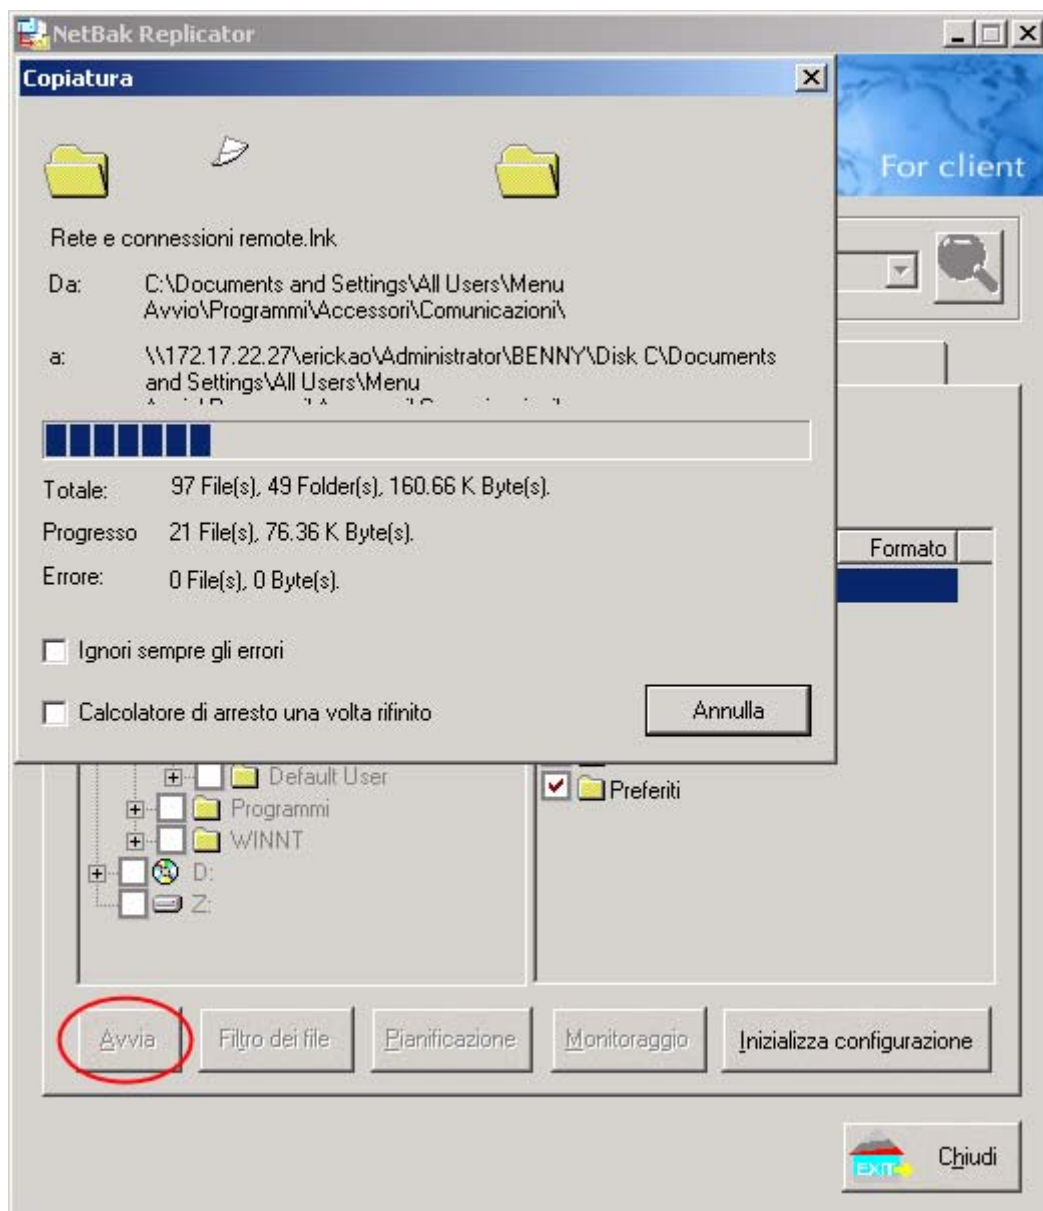 NetBak Replicator
Copiatura
For client
Rete e connessioni remote.lnk
Da: C:\Documents and Settings\All Users\Menu
Avvio\Programmi\Accessori\Comunicazioni\
a: \\172.17.22.27\erickao\Administrator\BENNY\Disk C\Documents
and Settings\All Users\Menu
Totale: 97 File(s), 49 Folder(s), 160.66 K Byte(s).
Progresso 21 File(s), 76.36 K Byte(s).
Formato
Errore: 0 File(s), 0 Byte(s).
Ignori sempre gli errori
Calcolatore di arresto una volta rifinito
Annulla
Default User
Preferiti
Programmi
WINNT
D:
Z:
Avvia Filtro dei file Pianificazione Monitoraggio Inizializza configurazione
EXIT Chiudi